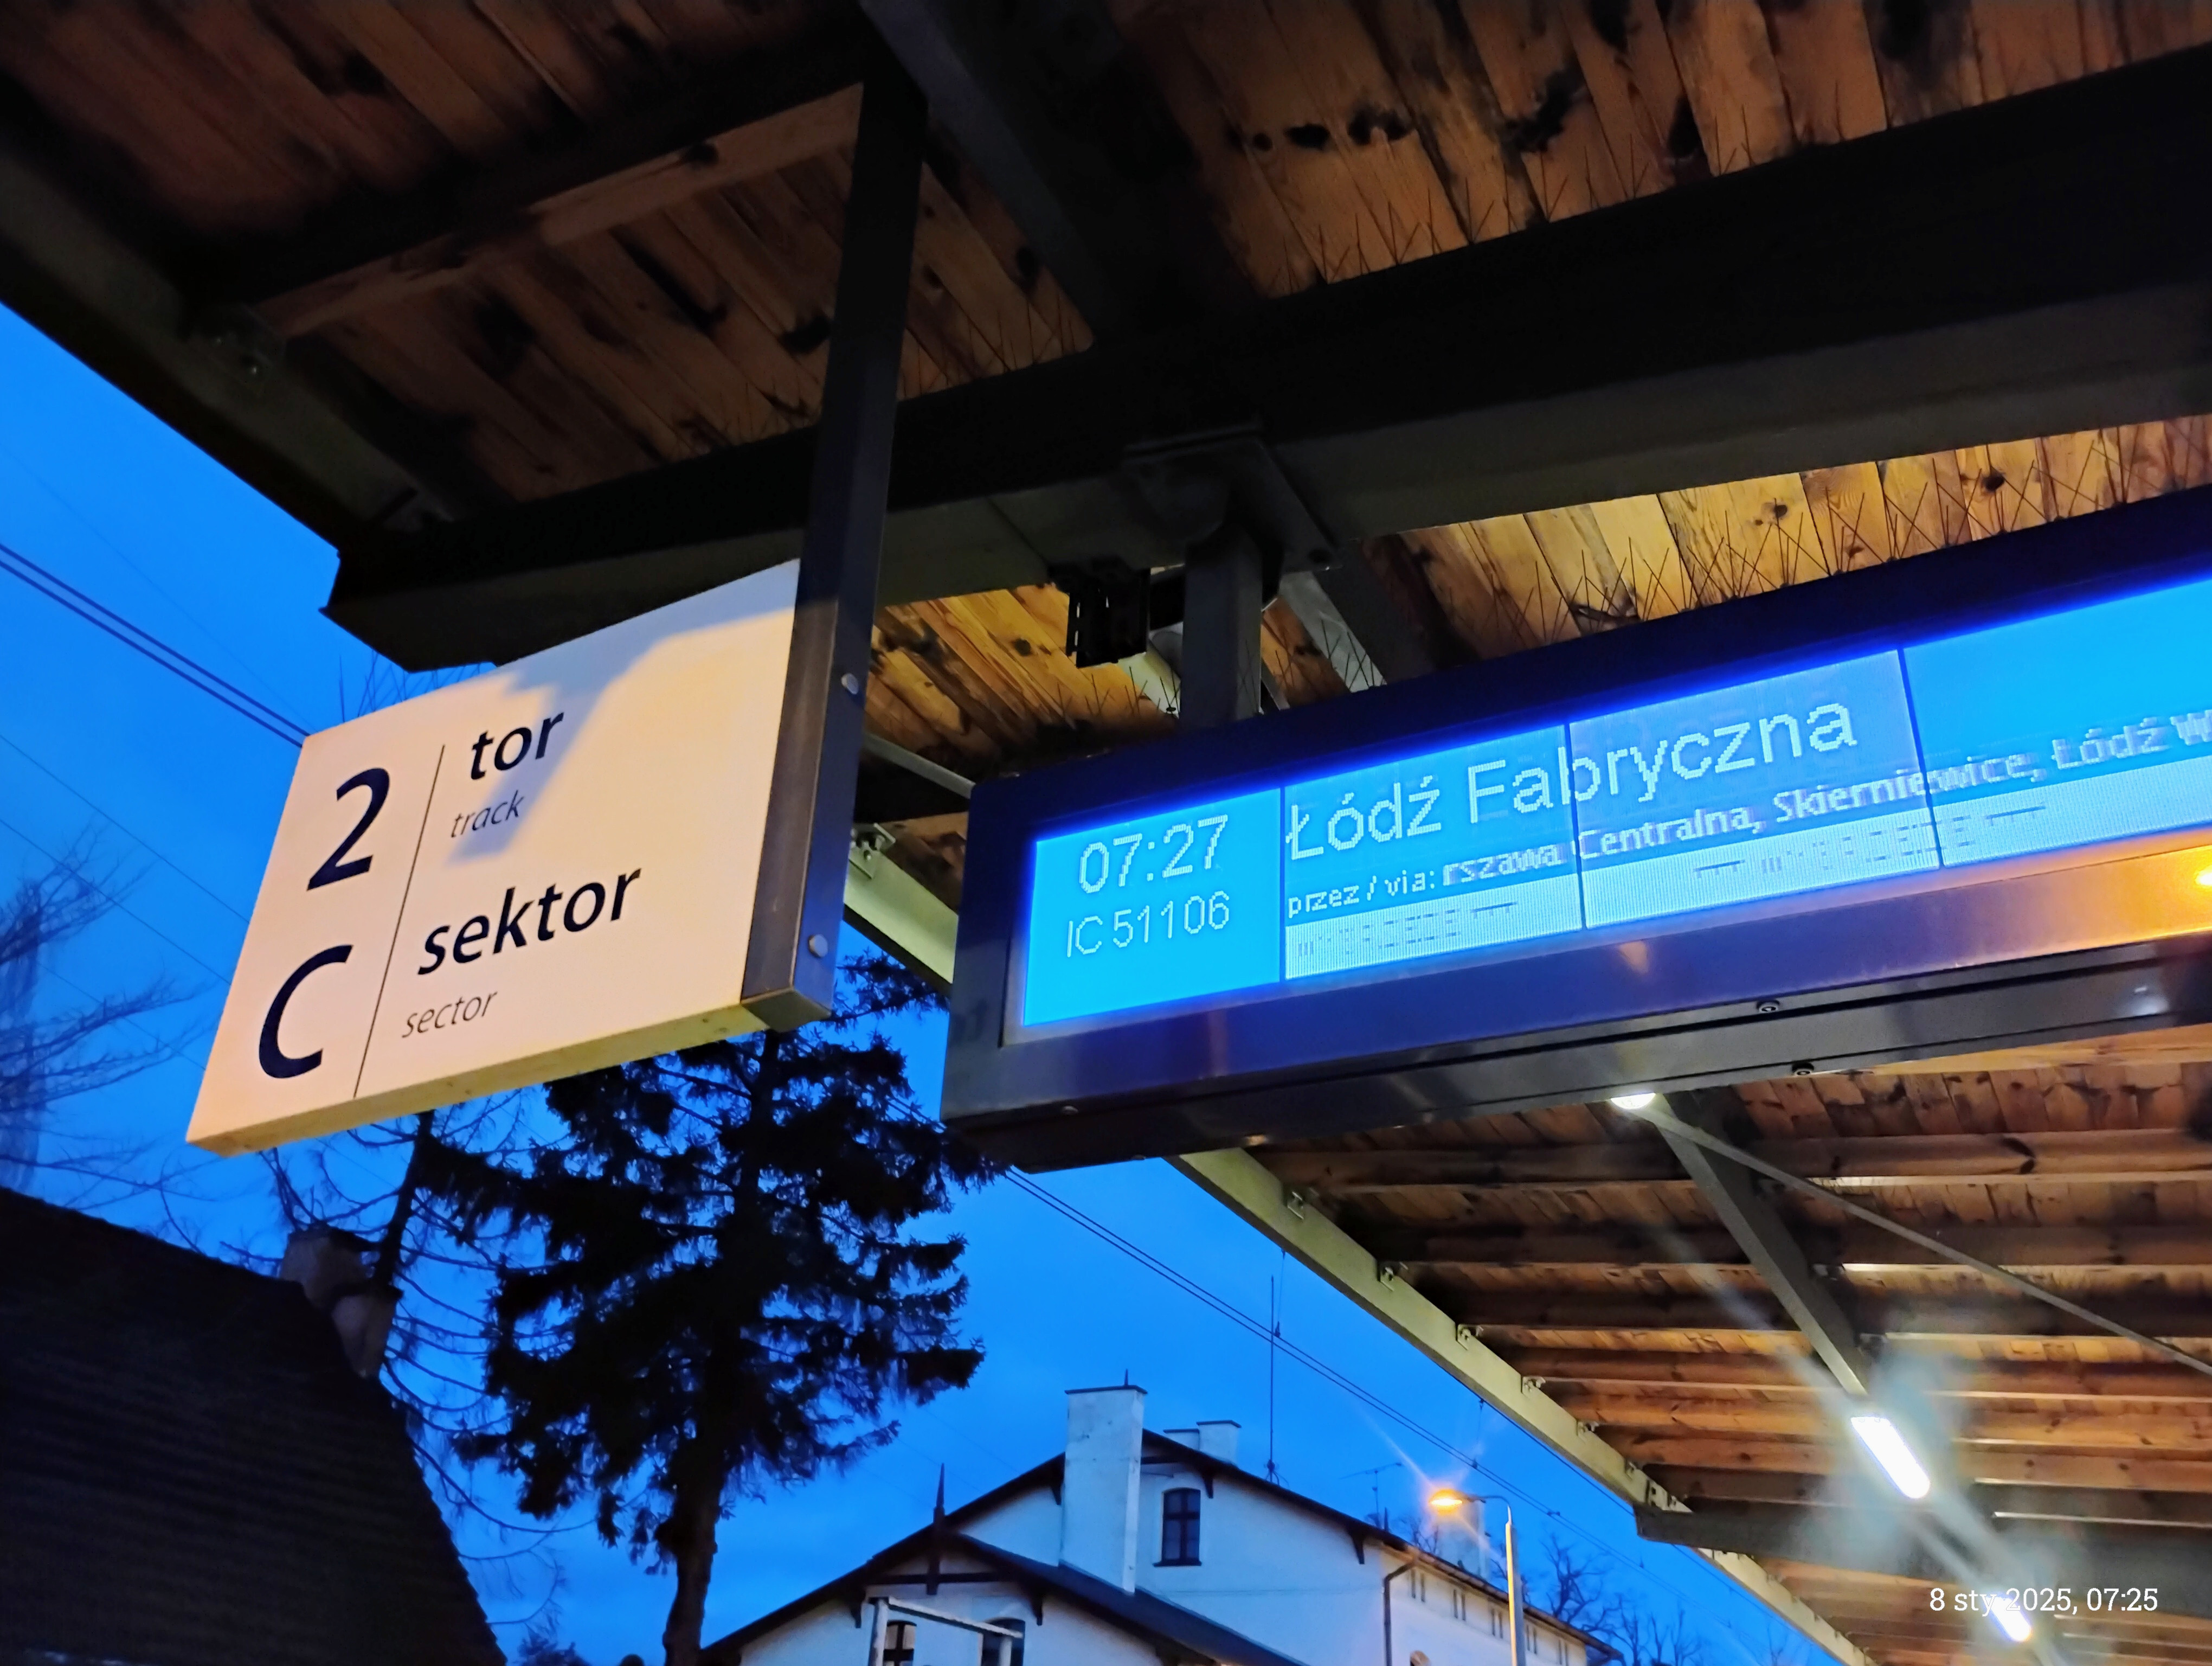 2 tor
track
C sektor
sector
07:27 Łódź Fabryczna
IC 51106 przez / via: rszawa Centralna, Skierniewice, Łódź W
8 sty 2025, 07:25